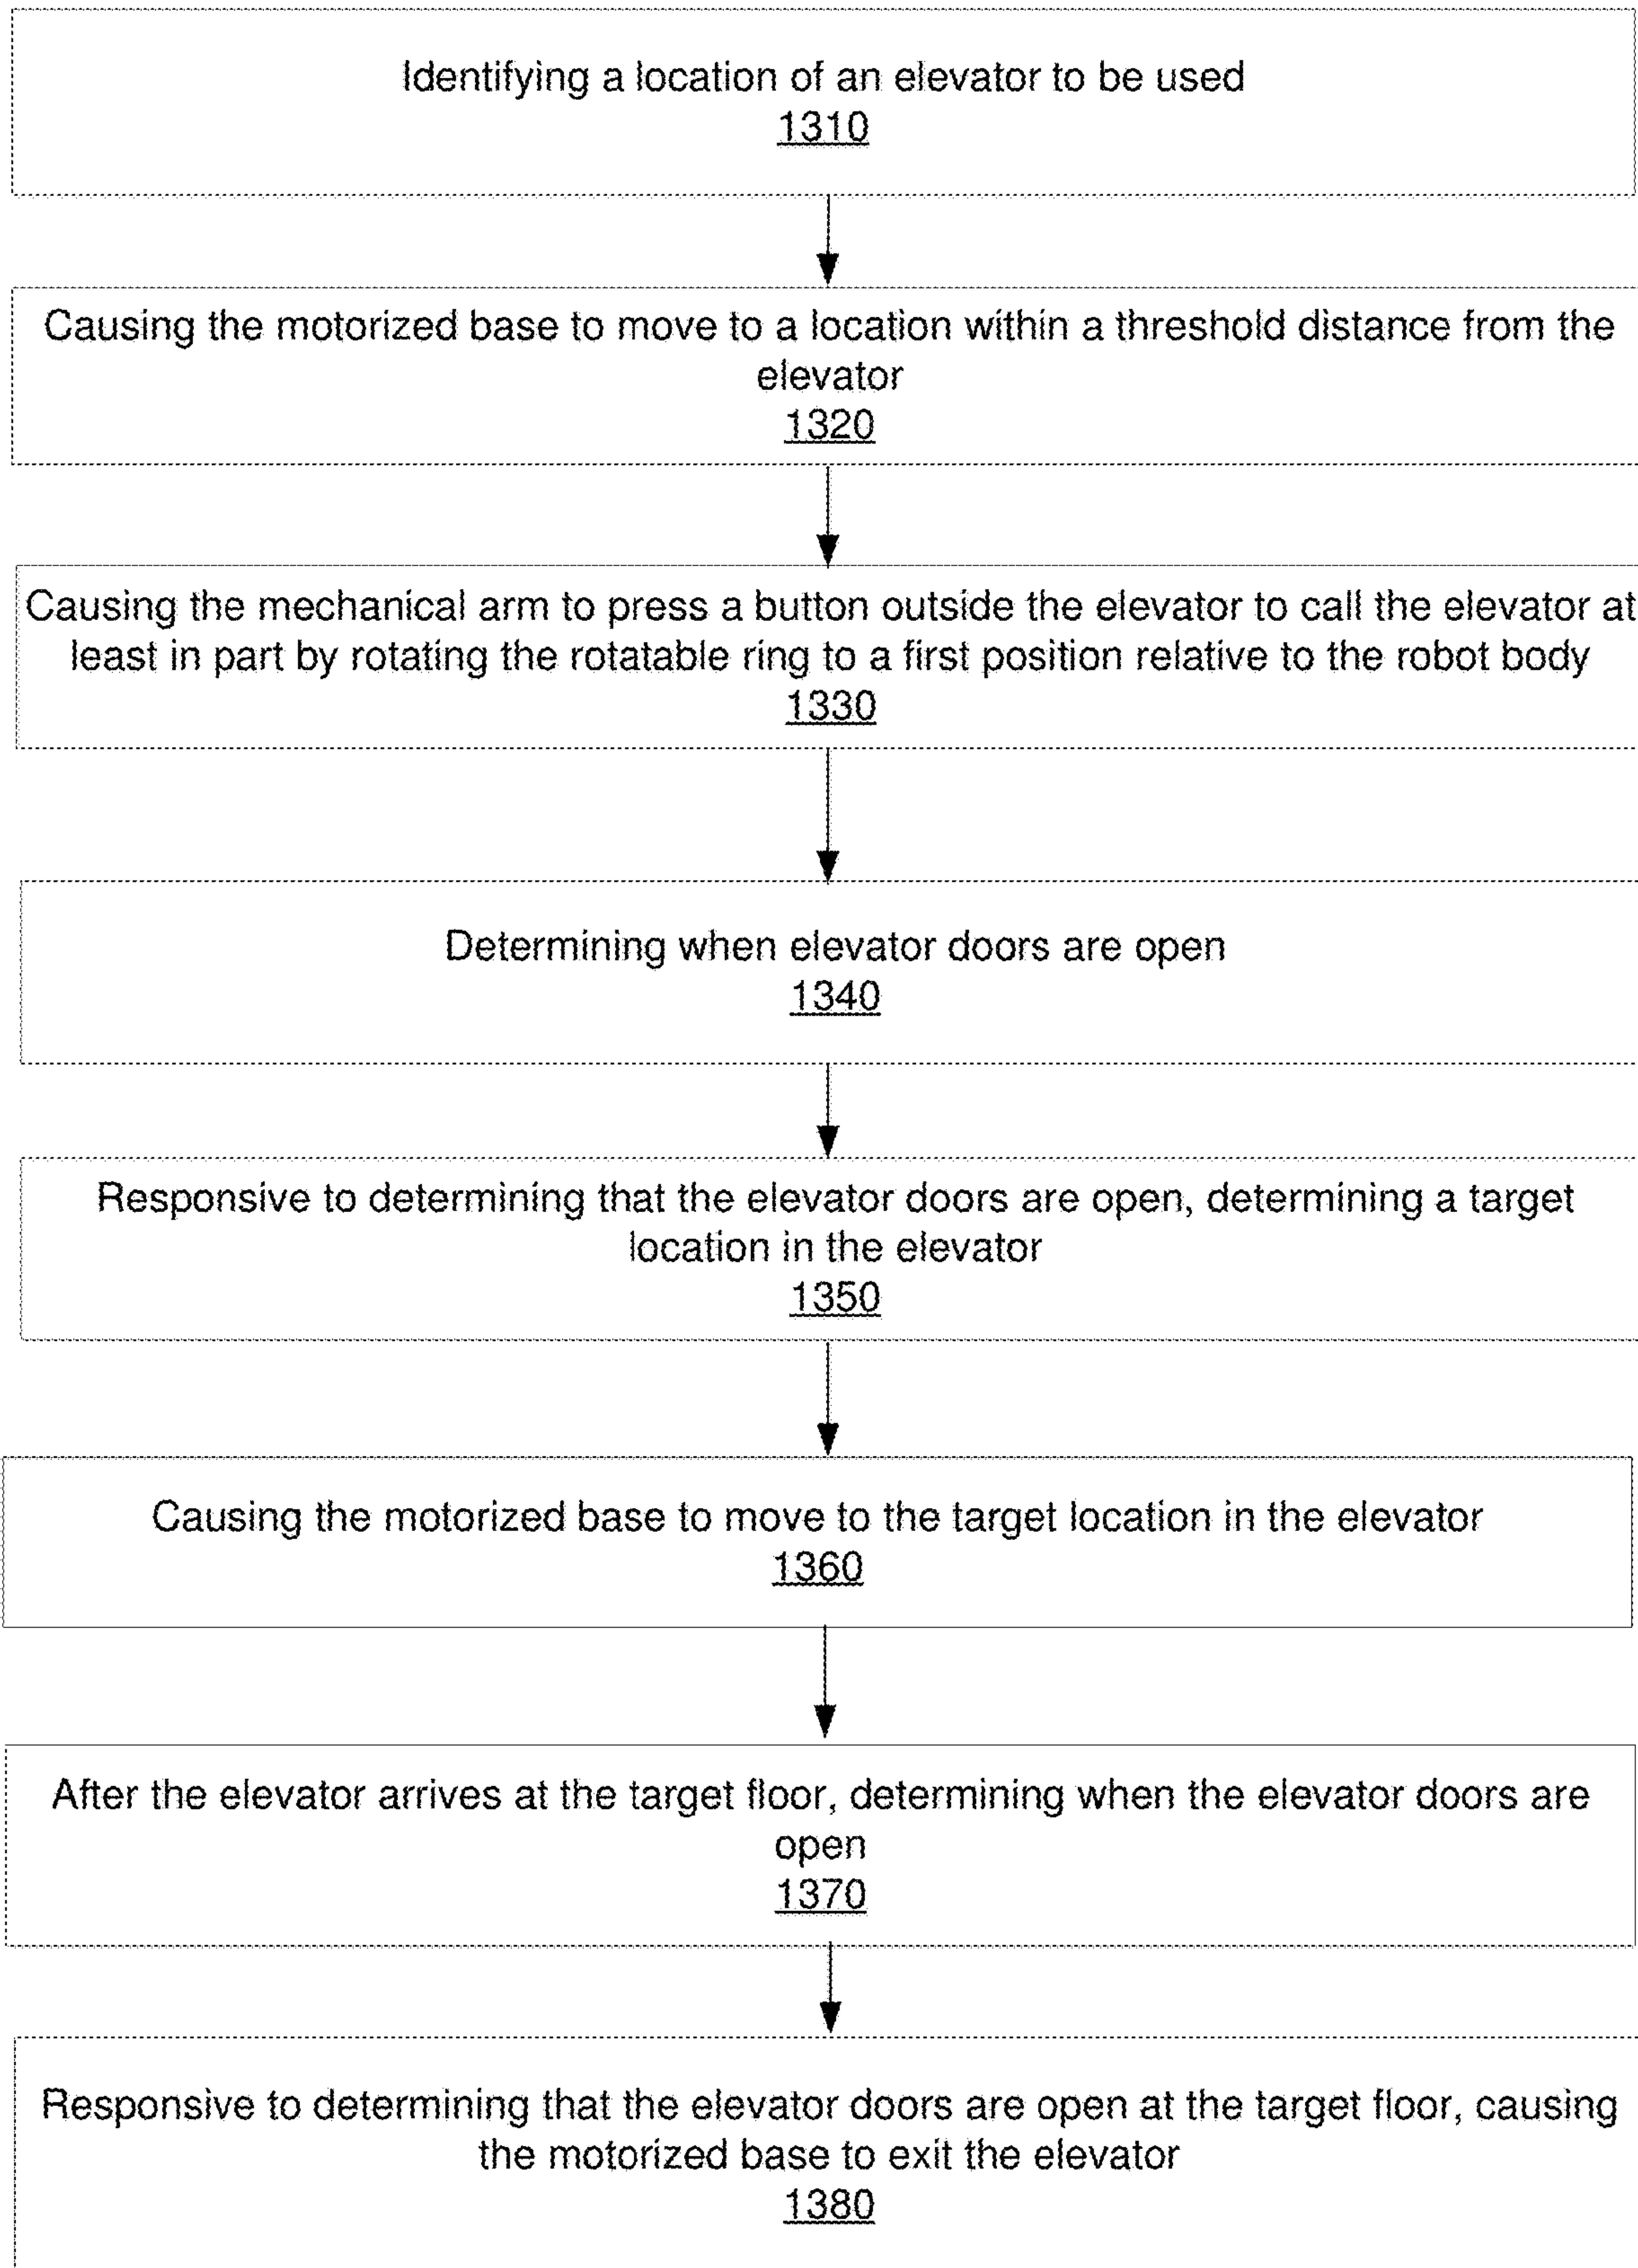 Identifying a location of an elevator to be used
1310
Causing the motorized base to move to a location within a threshold distance from the
elevator
1320
Causing the mechanical arm to press a button outside the elevator to call the elevator at
least in part by rotating the rotatable ring to a first position relative to the robot body
1330
Determining when elevator doors are open
1340
Responsive to determining that the elevator doors are open, determining a target
location in the elevator
1350
Causing the motorized base to move to the target location in the elevator
1360
After the elevator arrives at the target floor, determining when the elevator doors are
open
1370
Responsive to determining that the elevator doors are open at the target floor, causing
the motorized base to exit the elevator
1380